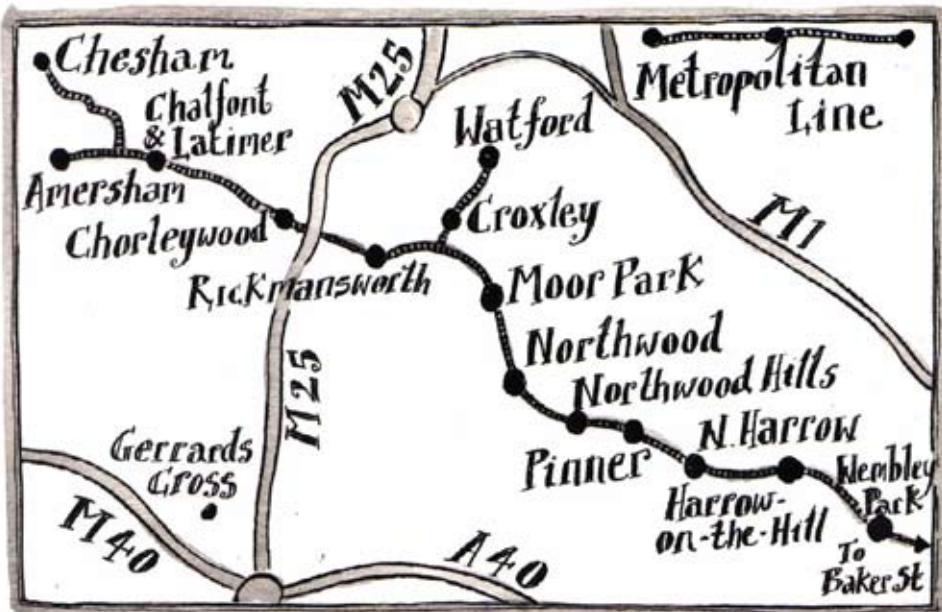 Chesham
Chalfont
& Latimer
Amersham
Chorleywood
Rickmansworth
M25
Watford
Croxley
Metropolitan
Line
M1
Moor Park
Northwood
Northwood Hills
Pinner
N. Harrow
Harrow-
on-the-Hill
Wembley
Park
To
Baker St
M25
Gerrards
Cross
M40
A40